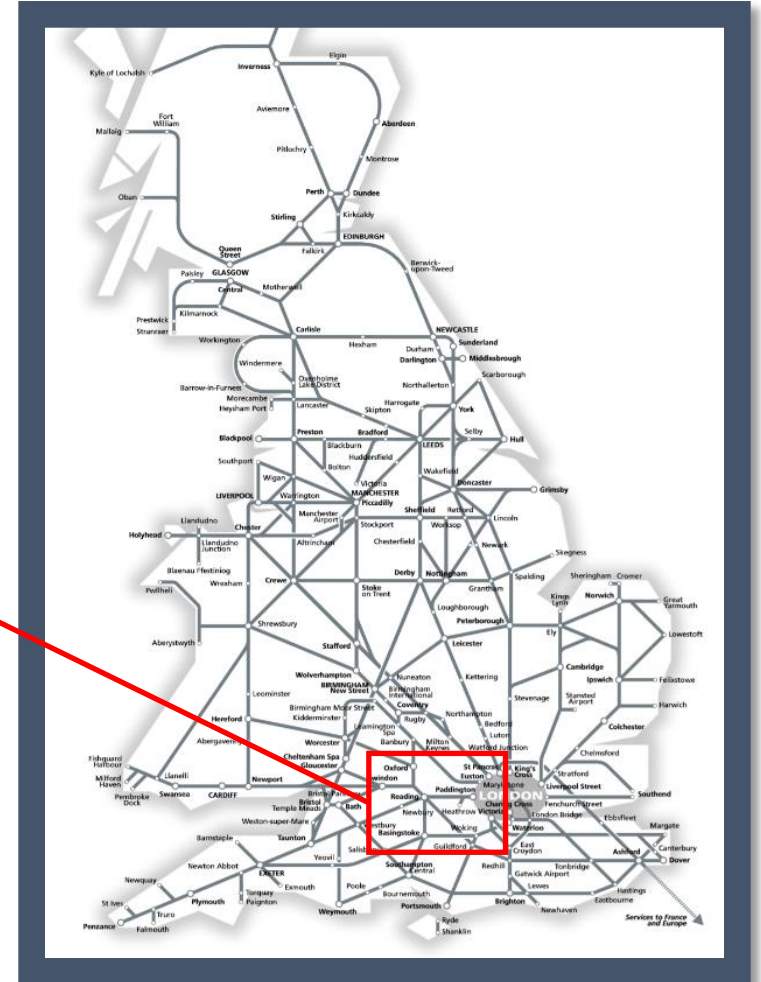 Elgin
Inverness
Kyle of Lochalsh
Aviemore
Fort
William
Mallaig
Aberdeen
Pitlochry
Montrose
Perth
Dundee
Oban
Stirling
Kirkcaldy
EDINBURGH
Queen
Street
Falkirk
Berwick-
upon-Tweed
GLASGOW
Paisley
Central
Motherwell
Prestwick
Kilmarnock
Stranraer
Carlisle
NEWCASTLE
Workington
Hexham
Sunderland
Durham
Darlington
Middlesbrough
Windermere
Scarborough
Oxenholme
Lake District
Northallerton
Barrow-in-Furness
Morecambe
Heysham Port
Lancaster
Harrogate
York
Skipton
Blackpool
Preston
Bradford
LEEDS
Selby
Hull
Blackburn
Huddersfield
Southport
Bolton
Wakefield
Wigan
Victoria
MANCHESTER
Piccadilly
Doncaster
Grimsby
LIVERPOOL
Warrington
Manchester
Airport
Sheffield
Retford
Lincoln
Llandudno
Holyhead
Chester
Stockport
Worksop
Llandudno
Junction
Altrincham
Chesterfield
Newark
Skegness
Blaenau Ffestiniog
Derby
Nottingham
Sheringham
Cromer
Pwllheli
Wrexham
Crewe
Stoke
on Trent
Grantham
Spalding
Kings
Lynn
Norwich
Great
Yarmouth
Loughborough
Peterborough
Aberystwyth
Shrewsbury
Ely
Lowestoft
Stafford
Leicester
Wolverhampton
BIRMINGHAM
New Street
Nuneaton
Birmingham
International
Kettering
Cambridge
Ipswich
Felixstowe
Leominster
Birmingham Moor Street
Coventry
Stevenage
Stansted
Airport
Harwich
Kidderminster
Rugby
Northampton
Hereford
Leamington
Spa
Bedford
Colchester
Abergavenny
Worcester
Banbury
Milton
Keynes
Luton
Watford Junction
Chelmsford
Fishguard
Harbour
Cheltenham Spa
Gloucester
Oxford
St Pancras
King's
Cross
Euston
Stratford
Milford
Haven
Llanelli
Newport
Swindon
Paddington
Marylebone
Liverpool Street
Pembroke
Dock
Swansea
CARDIFF
Bristol Parkway
Reading
LONDON
Southend
Bristol
Temple Meads
Bath
Newbury
Heathrow
Victoria
Charing Cross
Fenchurch Street
London Bridge
Ebbsfleet
Weston-super-Mare
Westbury
Basingstoke
Woking
Waterloo
Margate
Barnstaple
Taunton
Guildford
East
Croydon
Canterbury
Yeovil
Redhill
Tonbridge
Ashford
Dover
Newton Abbot
EXETER
Southampton
Central
Gatwick Airport
Newquay
Exmouth
Poole
Lewes
Hastings
St Ives
Torquay
Paignton
Bournemouth
Eastbourne
Truro
Plymouth
Weymouth
Portsmouth
Brighton
Newhaven
Penzance
Falmouth
Ryde
Shanklin
Services to France
and Europe